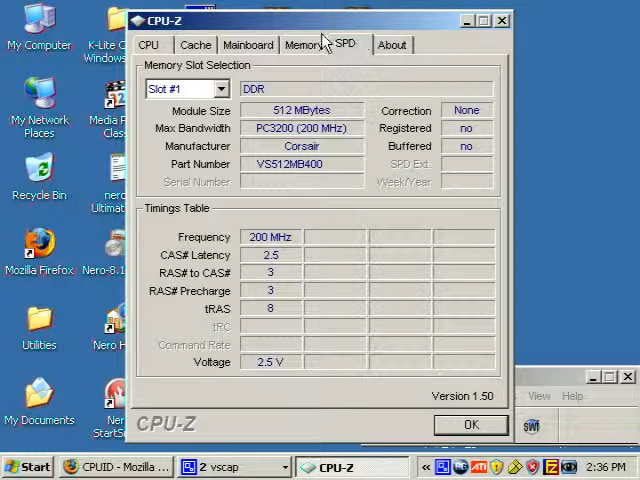 CPU-Z
CPU
Cache
Mainboard
Memory
SPD
About
Memory Slot Selection
Slot #1
DDR
Module Size
512 MBytes
Correction
None
Max Bandwidth
PC3200 (200 MHz)
Registered
no
Manufacturer
Corsair
Buffered
no
Part Number
VS512MB400
SPD Ext.
Serial Number
Week/Year
Timings Table
Frequency
200 MHz
CAS# Latency
2.5
RAS# to CAS#
3
RAS# Precharge
3
tRAS
8
tRC
Command Rate
Voltage
2.5 V
Version 1.50
CPU-Z
OK
My Computer
K-Lite C
Windows
My Network
Places
Media P
Class
Recycle Bin
nero
Ultimat
Mozilla Firefox
Nero-8.1
Utilities
Nero H
My Documents
Ner
StartS
View
Help
swf
Start
CPUID - Mozilla ...
2 vscap
CPU-Z
ATI
2:36 PM